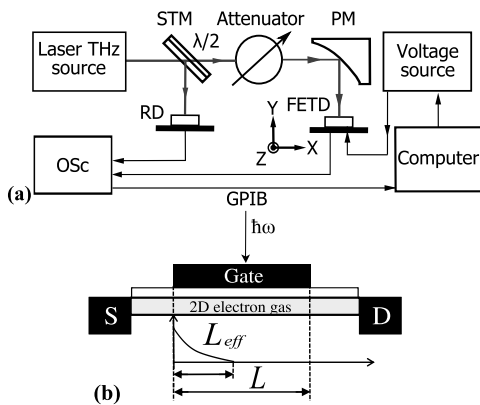 STM
λ/2
Attenuator
PM
Laser THz
source
Voltage
source
RD
FETD
Y
X
Z
OSc
Computer
(a)
GPIB
ħω
Gate
S
2D electron gas
D
Leff
L
(b)